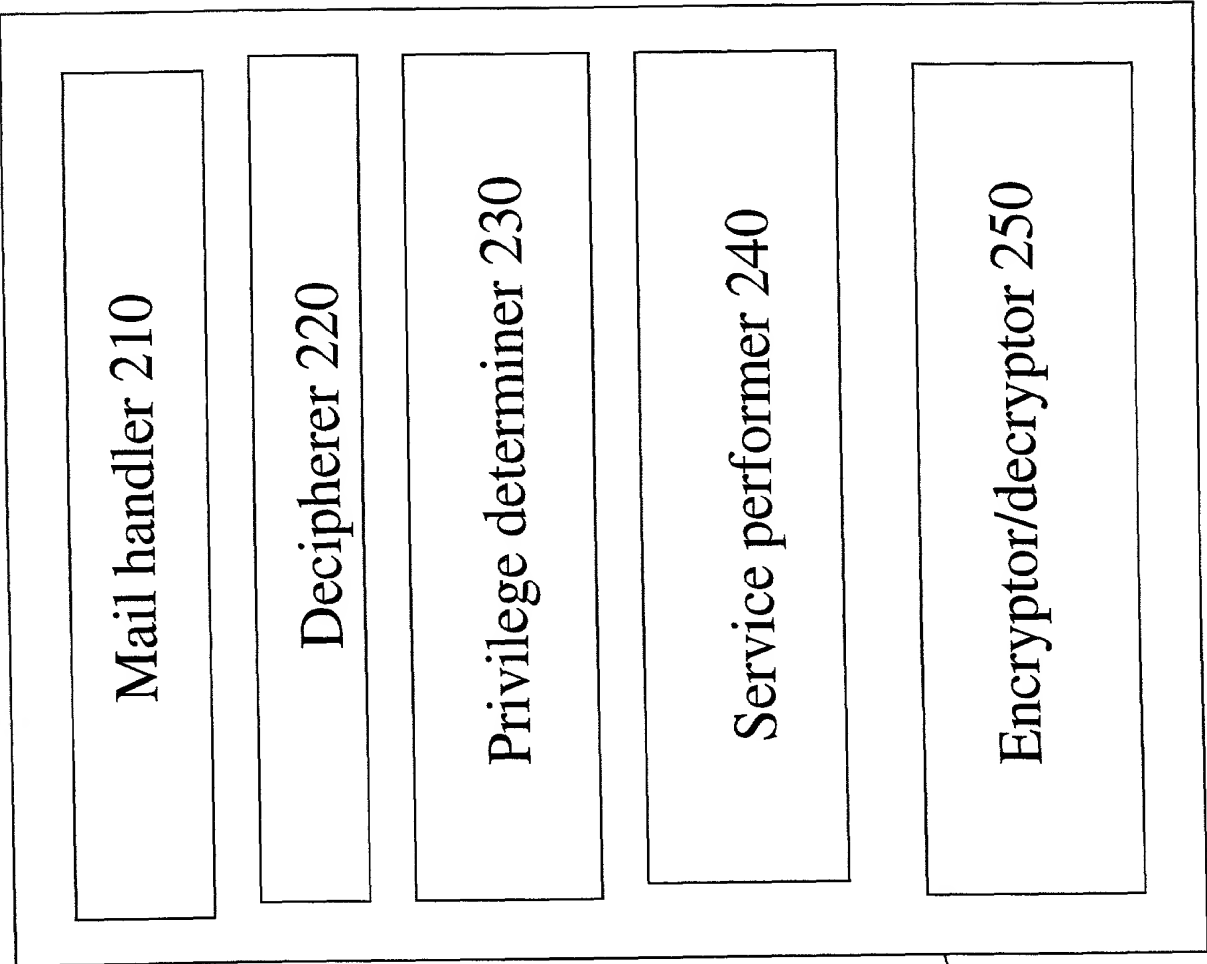 Mail handler 210
Decipherer 220
Privilege determiner 230
Service performer 240
Encryptor/decryptor 250